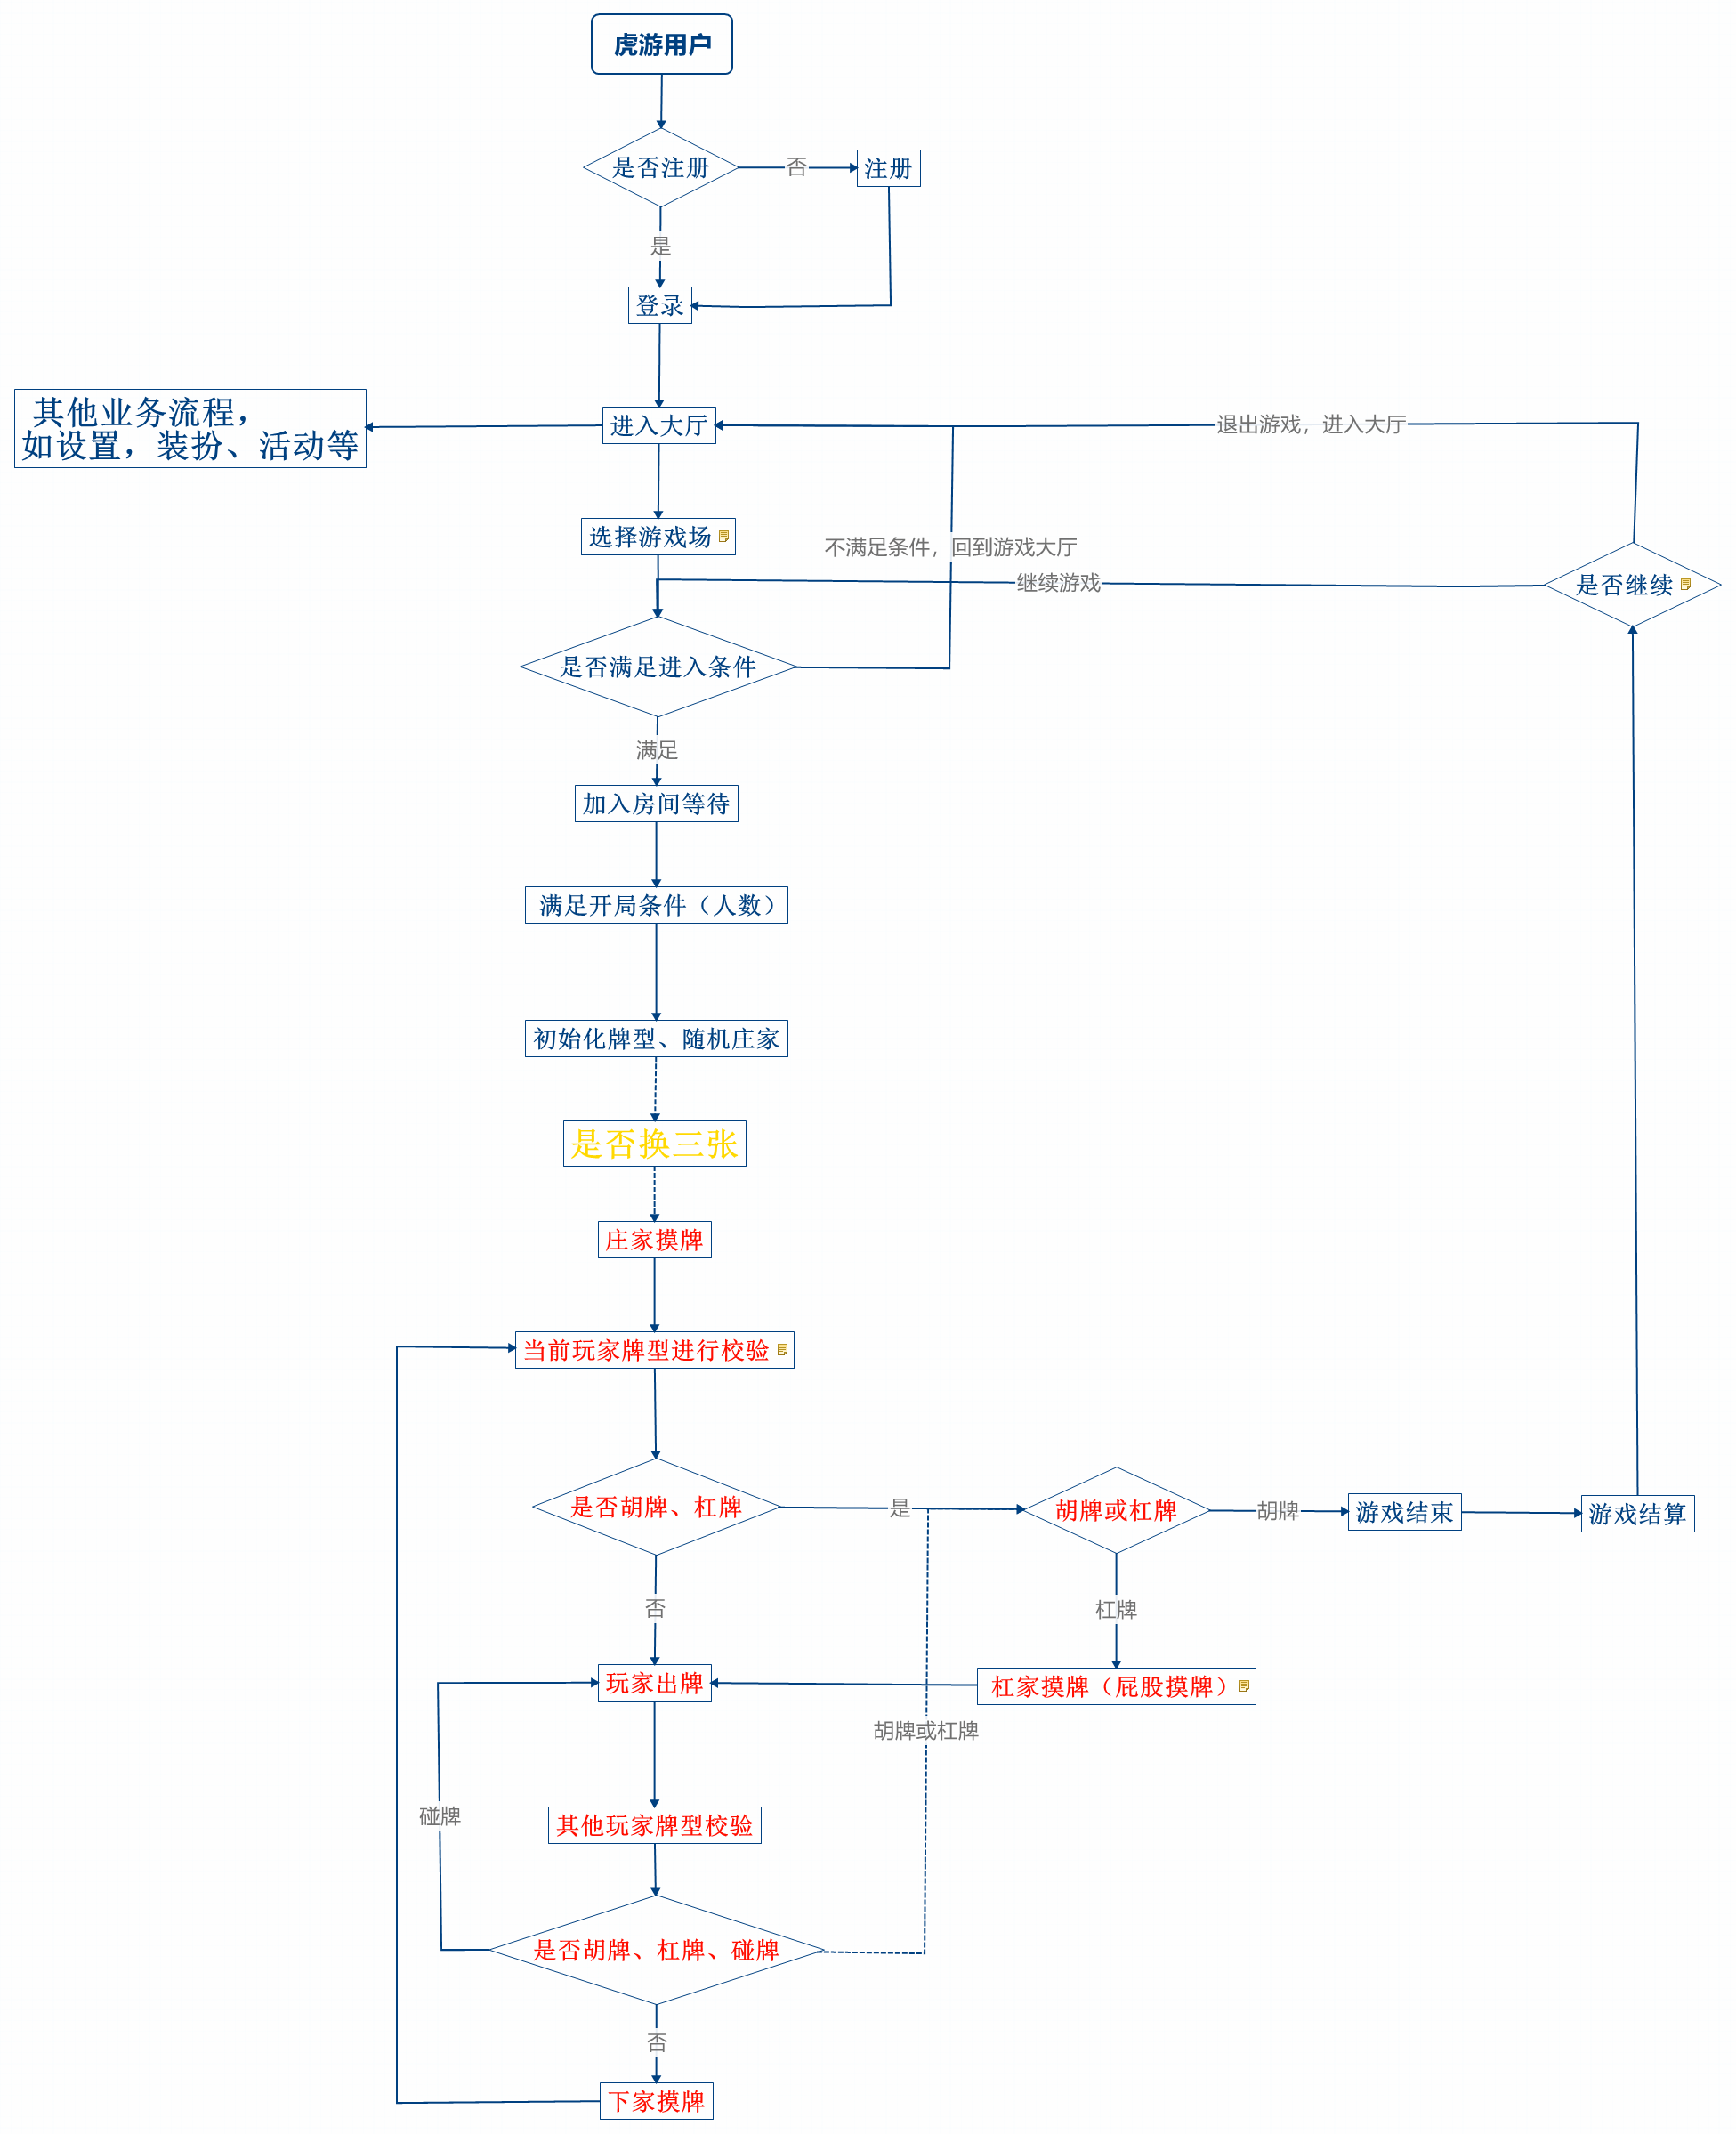 虎游用户
是否注册
否
注册
是
登录
其他业务流程，
如设置，装扮、活动等
进入大厅
退出游戏，进入大厅
选择游戏场
不满足条件，回到游戏大厅
继续游戏
是否继续
是否满足进入条件
满足
加入房间等待
满足开局条件（人数）
初始化牌型、随机庄家
是否换三张
庄家摸牌
当前玩家牌型进行校验
是否胡牌、杠牌
是
胡牌或杠牌
胡牌
游戏结束
游戏结算
否
杠牌
玩家出牌
杠家摸牌（屁股摸牌）
胡牌或杠牌
碰牌
其他玩家牌型校验
是否胡牌、杠牌、碰牌
否
下家摸牌